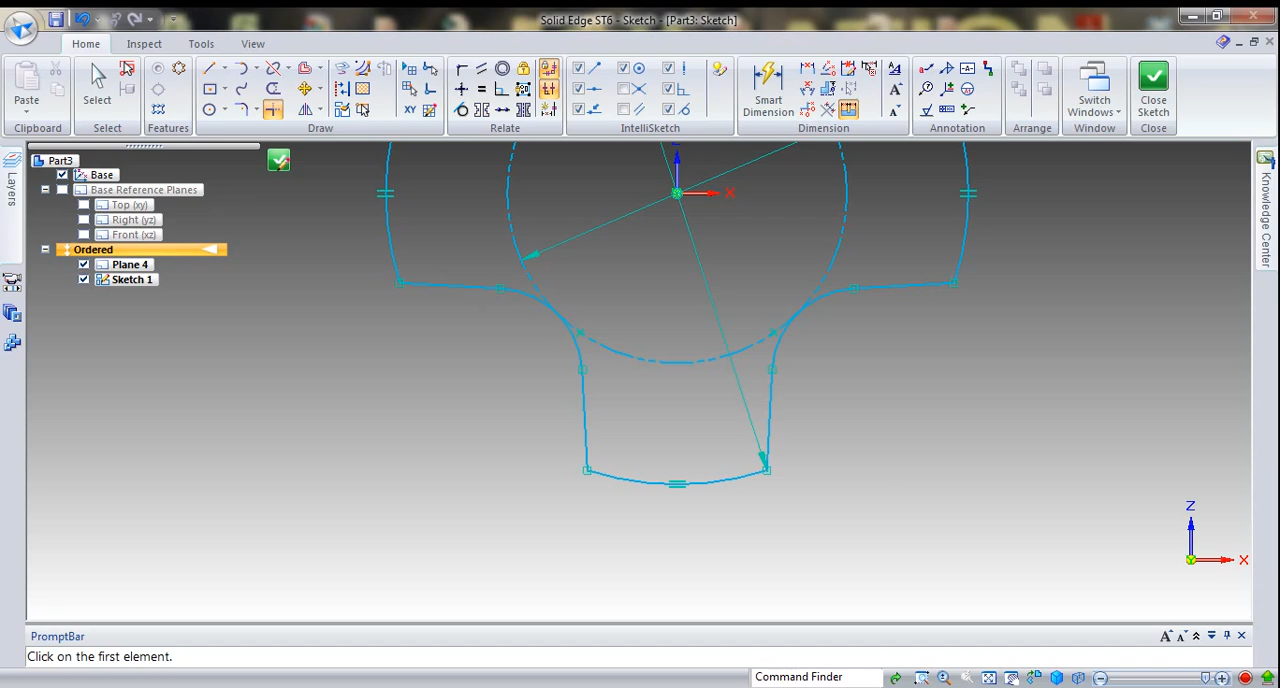 Solid Edge ST6 - Sketch - [Part3: Sketch]
Home Inspect Tools View
Paste
Clipboard
Select
Select
Features
Draw
Relate
IntelliSketch
Smart Dimension
Dimension
Annotation
Arrange
Switch Windows
Window
Close Sketch
Close
XY
A
A
A
Layers
Part3
Base
Base Reference Planes
Top (xy)
Right (yz)
Front (xz)
Ordered
Plane 4
Sketch 1
Z
X
Z
X
Knowledge Center
PromptBar
A A
Click on the first element.
Command Finder